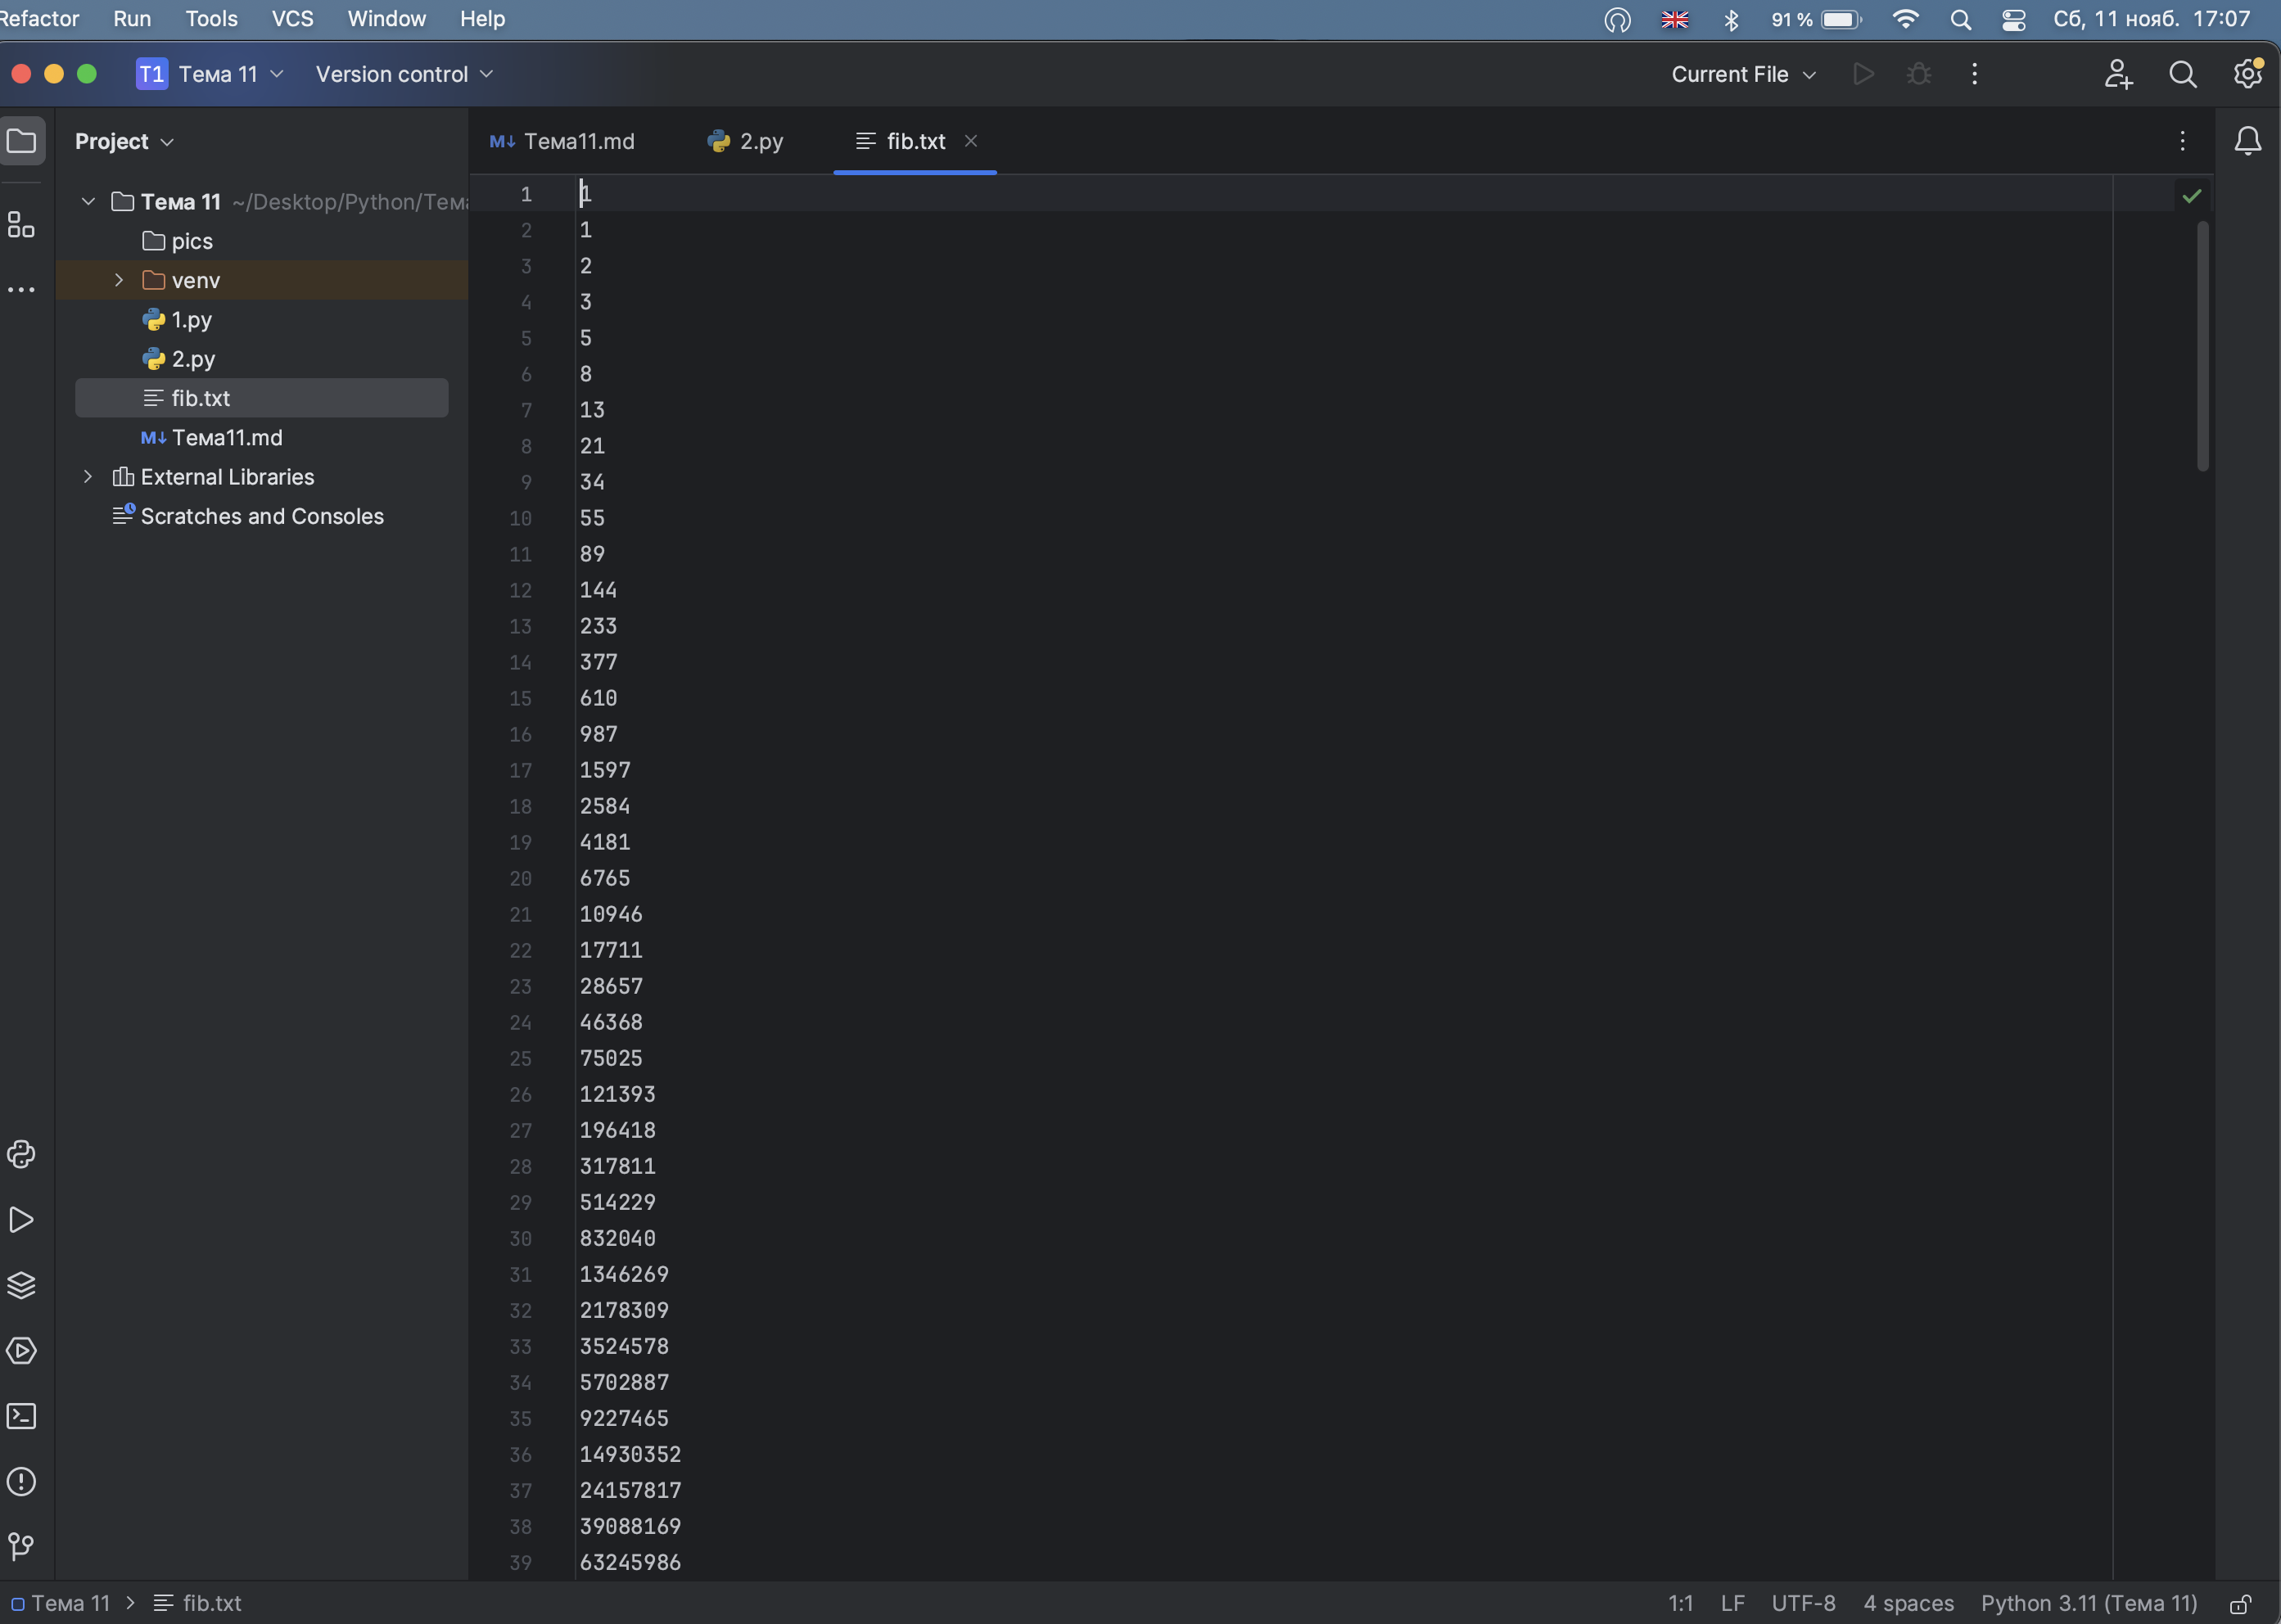 Refactor Run Tools VCS Window Help 91 % Сб, 11 нояб. 17:07
T1 Тема 11 Version control Current File
Project
Тема 11 ~/Desktop/Python/Тема
pics
venv
1.py
2.py
fib.txt
M↓ Тема11.md
External Libraries
Scratches and Consoles
M↓ Тема11.md 2.py fib.txt
1 1
2 1
3 2
4 3
5 5
6 8
7 13
8 21
9 34
10 55
11 89
12 144
13 233
14 377
15 610
16 987
17 1597
18 2584
19 4181
20 6765
21 10946
22 17711
23 28657
24 46368
25 75025
26 121393
27 196418
28 317811
29 514229
30 832040
31 1346269
32 2178309
33 3524578
34 5702887
35 9227465
36 14930352
37 24157817
38 39088169
39 63245986
Тема 11 fib.txt 1:1 LF UTF-8 4 spaces Python 3.11 (Тема 11)